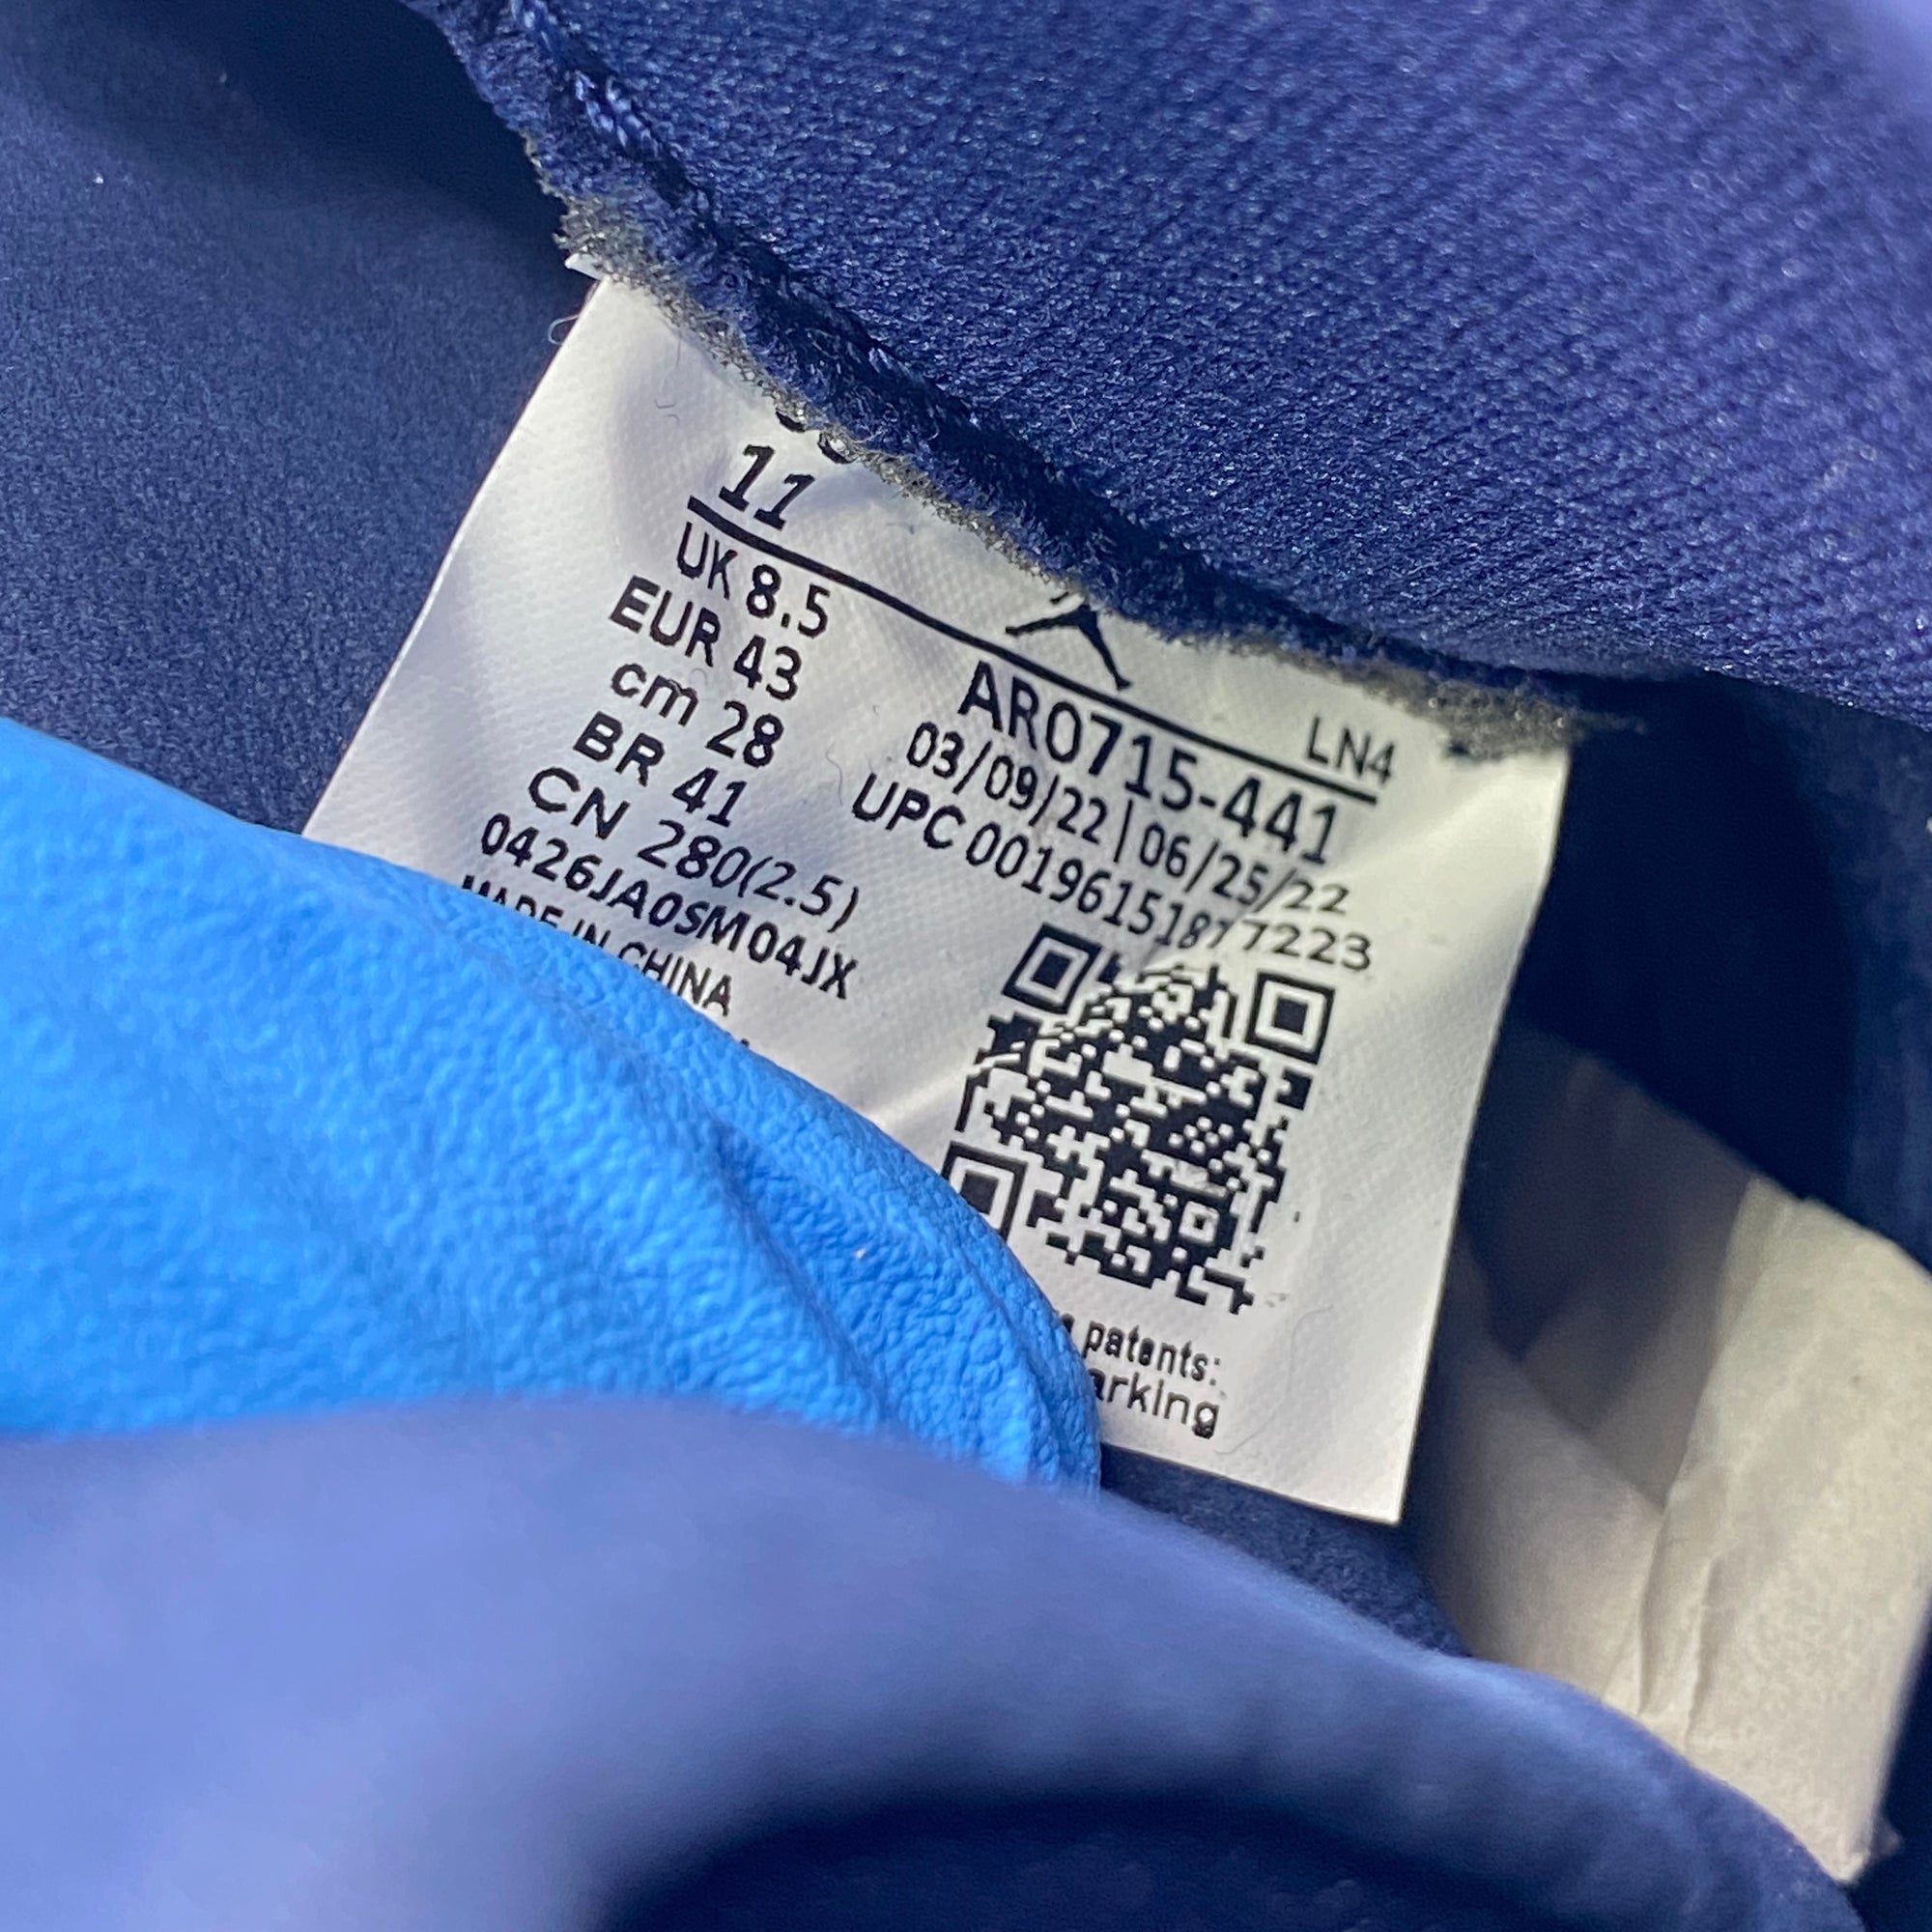 11
LN4
UK 8.5
EUR 43
cm 28
BR 41
CN 280(2.5)
0426JA0SM04JX
MADE IN CHINA
AR0715-441
03/09/22 | 06/25/22
UPC 00196151877223
patents: